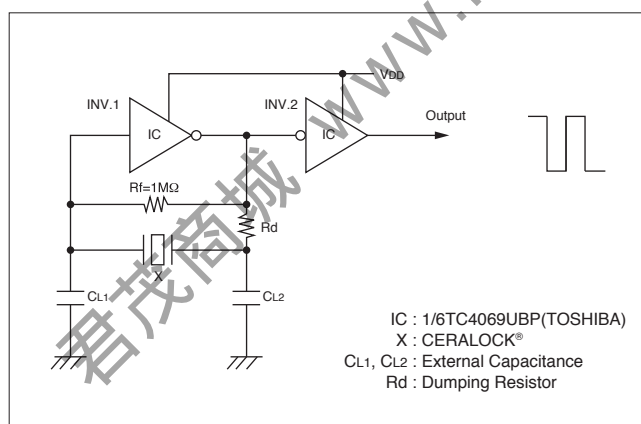 www.
VDD
INV.1
INV.2
IC
IC
Output
Rf=1MΩ
Rd
X
CL1
CL2
IC : 1/6TC4069UBP(TOSHIBA)
X : CERALOCK®
CL1, CL2 : External Capacitance
Rd : Dumping Resistor
君茂商城